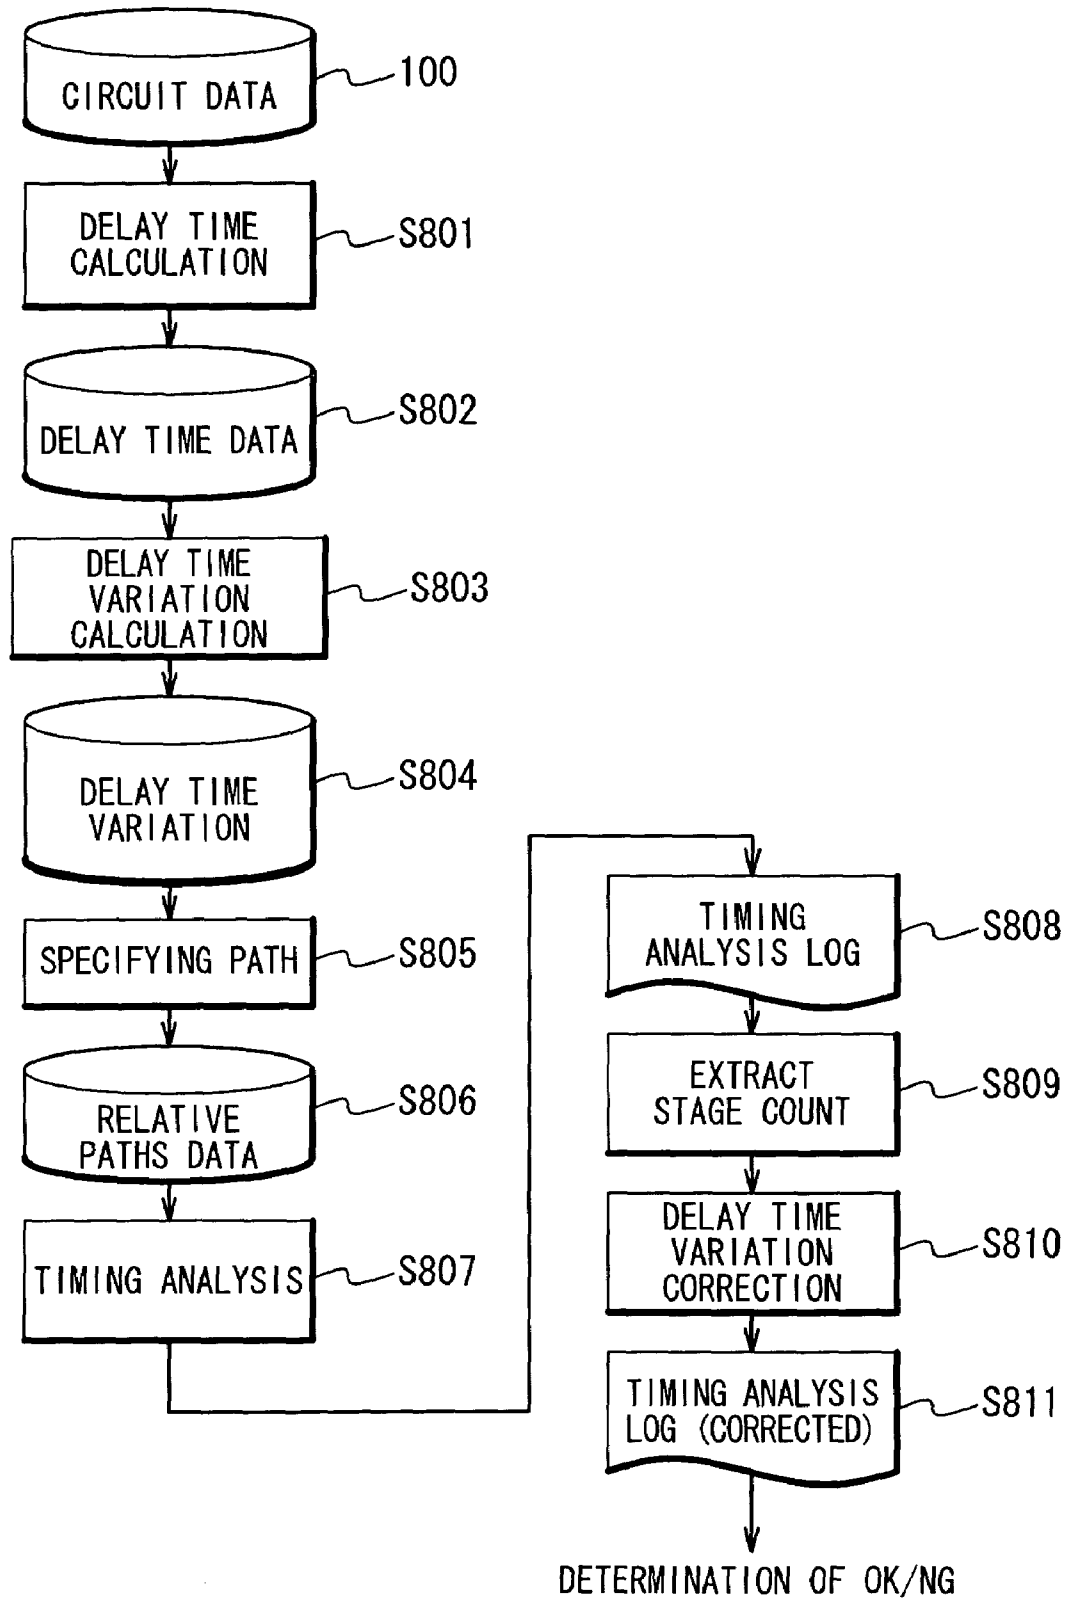 CIRCUIT DATA
100
DELAY TIME
CALCULATION
S801
DELAY TIME DATA
S802
DELAY TIME
VARIATION
CALCULATION
S803
DELAY TIME
VARIATION
S804
SPECIFYING PATH
S805
RELATIVE
PATHS DATA
S806
TIMING ANALYSIS
S807
TIMING
ANALYSIS LOG
S808
EXTRACT
STAGE COUNT
S809
DELAY TIME
VARIATION
CORRECTION
S810
TIMING ANALYSIS
LOG (CORRECTED)
S811
DETERMINATION OF OK/NG